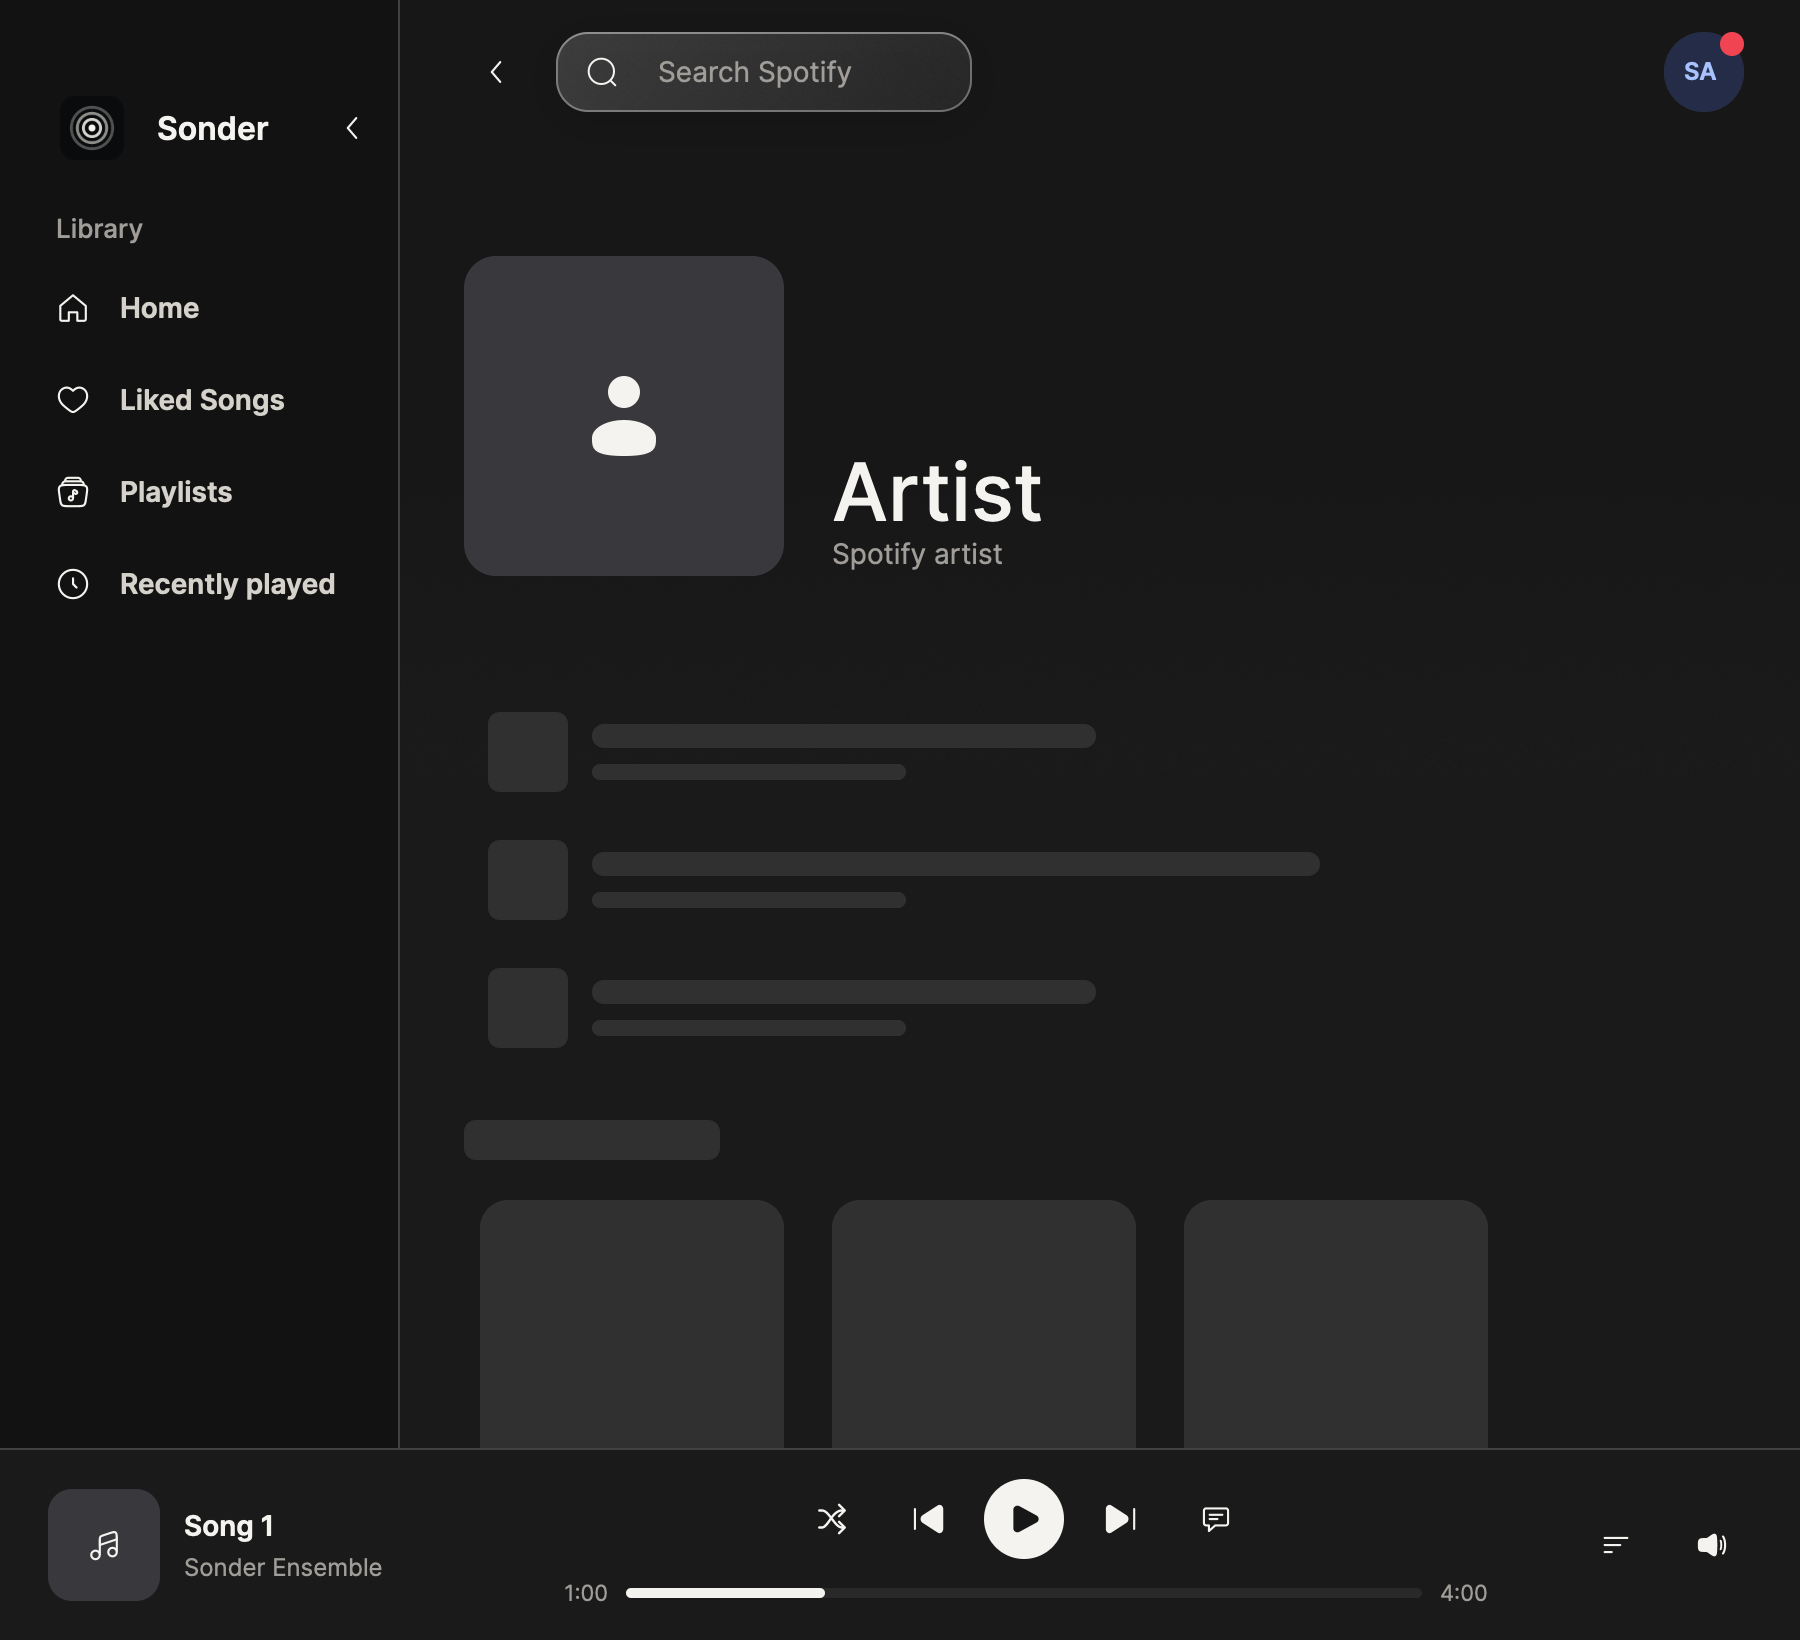 Search Spotify
SA
Sonder
Library
Home
Liked Songs
Playlists
Recently played
Artist
Spotify artist
Song 1
Sonder Ensemble
1:00
4:00